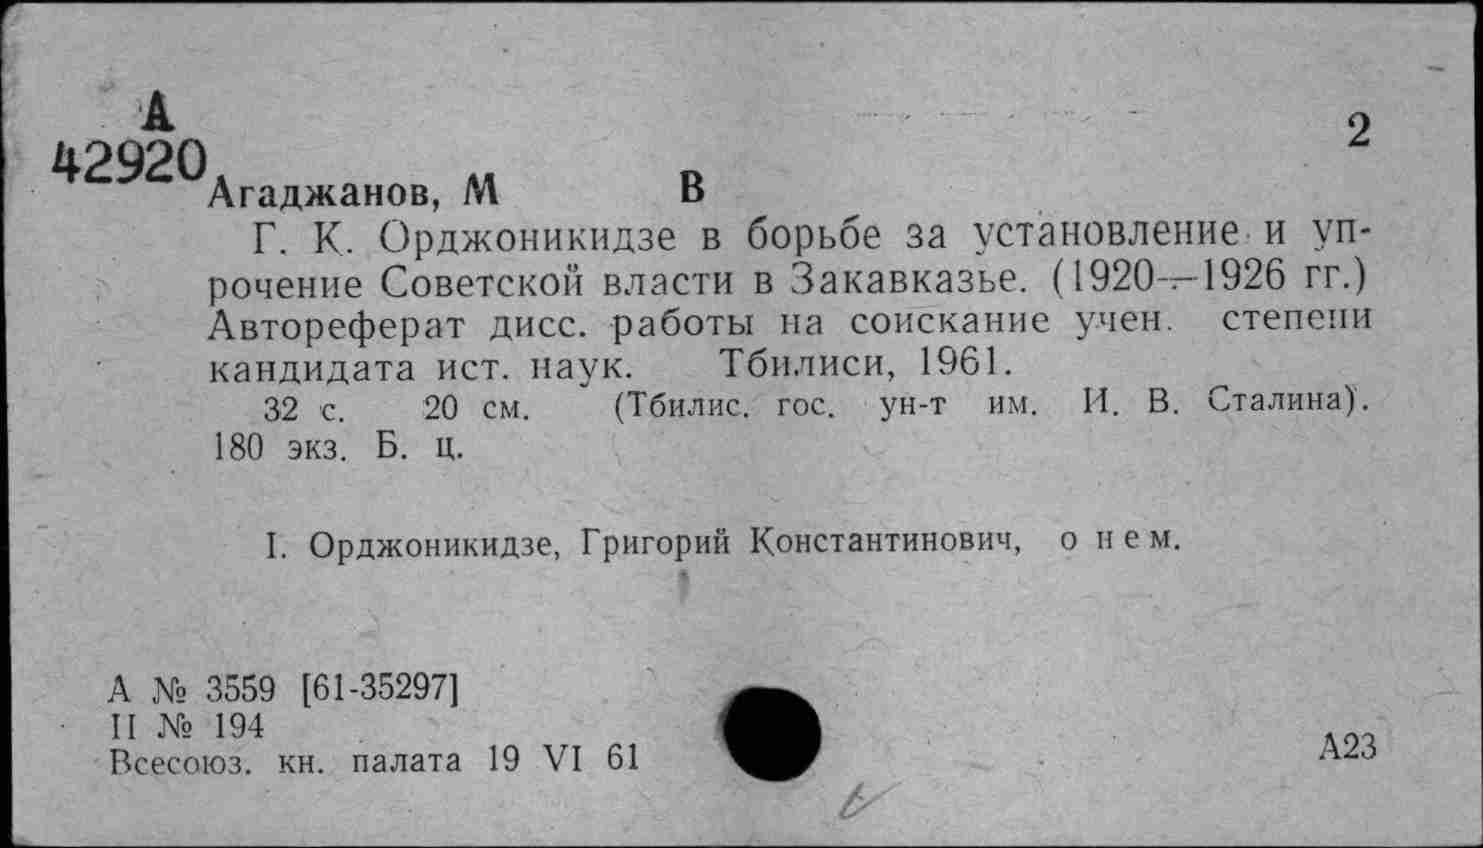 А
2
42920
Агаджанов, М В
Г. К. Орджоникидзе в борьбе за установление и уп-
рочение Советской власти в Закавказье. (1920—1926 гг.)
Автореферат дисс. работы на соискание учен. степени
кандидата ист. наук. Тбилиси, 1961.
32 с. 20 см. (Тбилис. гос. ун-т им. И. В. Сталина).
180 экз. Б. ц.
I. Орджоникидзе, Григорий Константинович, о нем.
А № 3559 [61-35297]
П № 194
Всесоюз. кн. палата 19 VI 61
А23